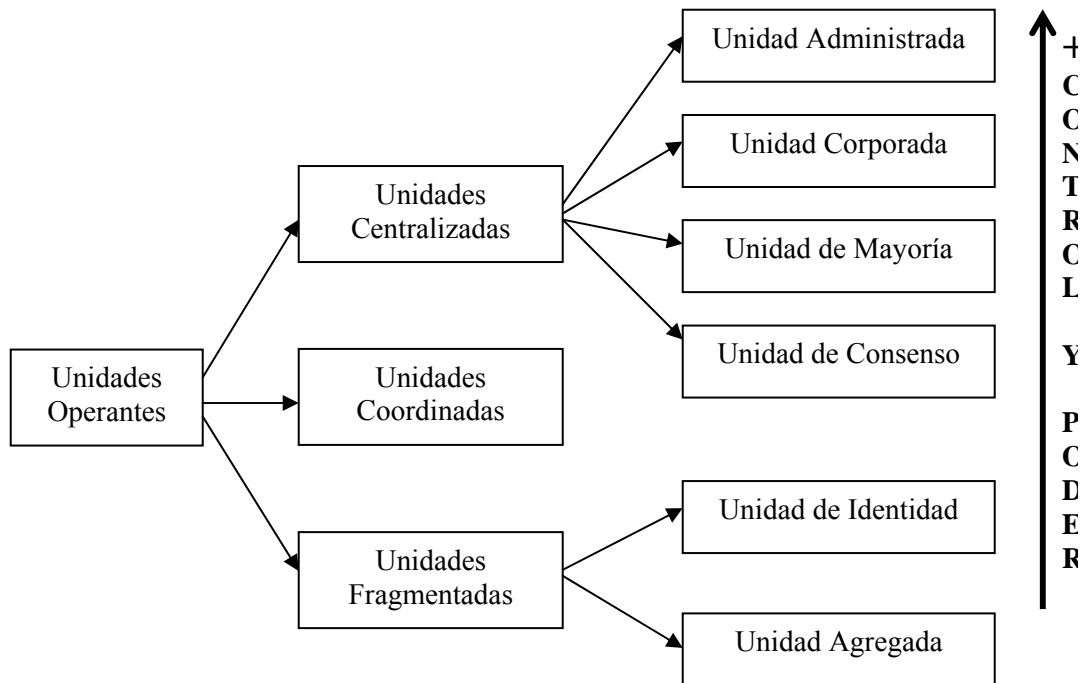 Unidad Administrada
Unidad Corporada
Unidades
Centralizadas
Unidad de Mayoría
Unidad de Consenso
Unidades
Operantes
Unidades
Coordinadas
Unidad de Identidad
Unidades
Fragmentadas
Unidad Agregada
+
C
O
N
T
R
O
L
Y
P
O
D
E
R